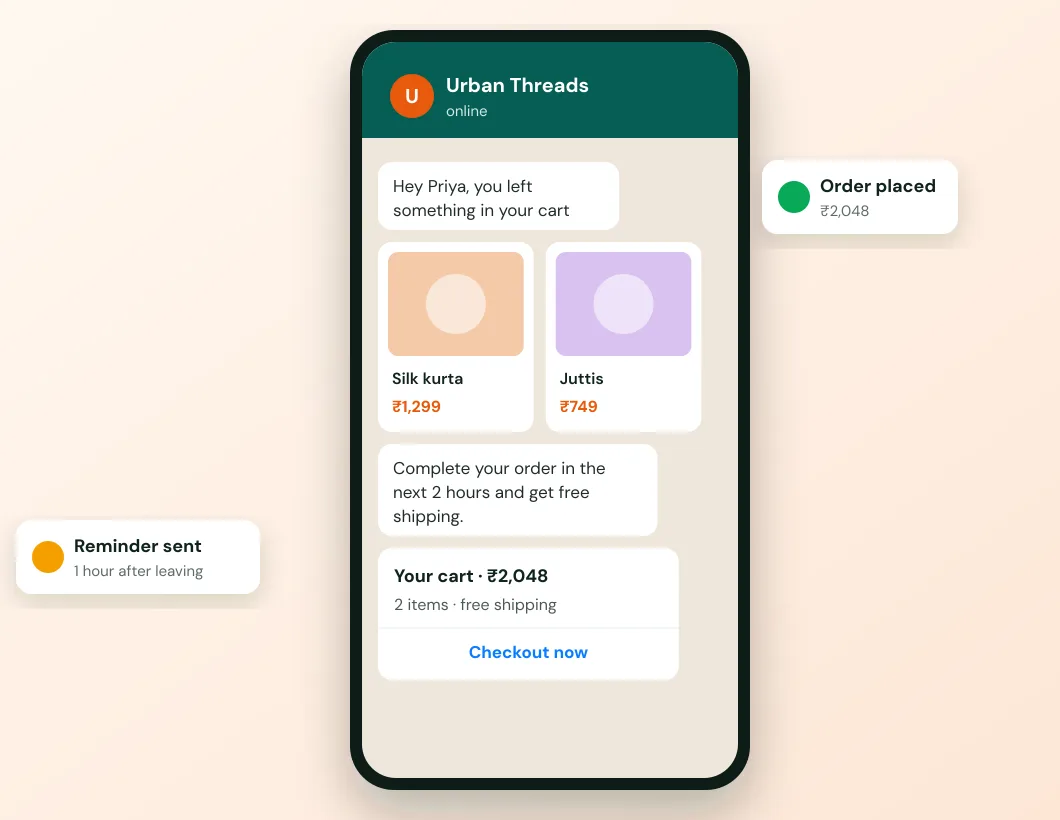 U
Urban Threads
online
Hey Priya, you left
something in your cart
Silk kurta
₹1,299
Juttis
₹749
Complete your order in the
next 2 hours and get free
shipping.
Your cart · ₹2,048
2 items · free shipping
Checkout now
Order placed
₹2,048
Reminder sent
1 hour after leaving